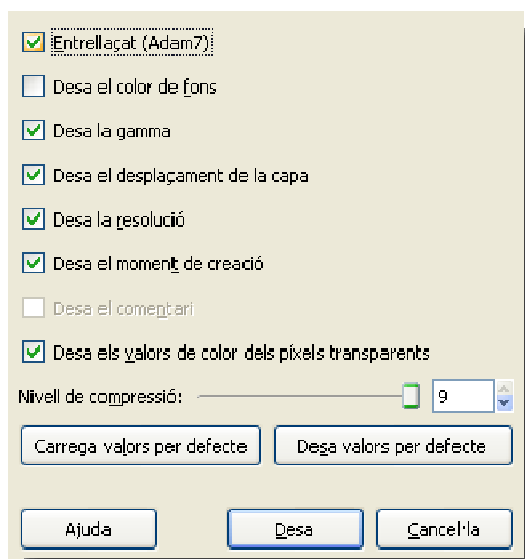 Entrellaçat (Adam7)
Desa el color de fons
Desa la gamma
Desa el desplaçament de la capa
Desa la resolució
Desa el moment de creació
Desa el comentari
Desa els valors de color dels píxels transparents
Nivell de compressió: 9
Carrega valors per defecte Desa valors per defecte
Ajuda Desa Cancel·la